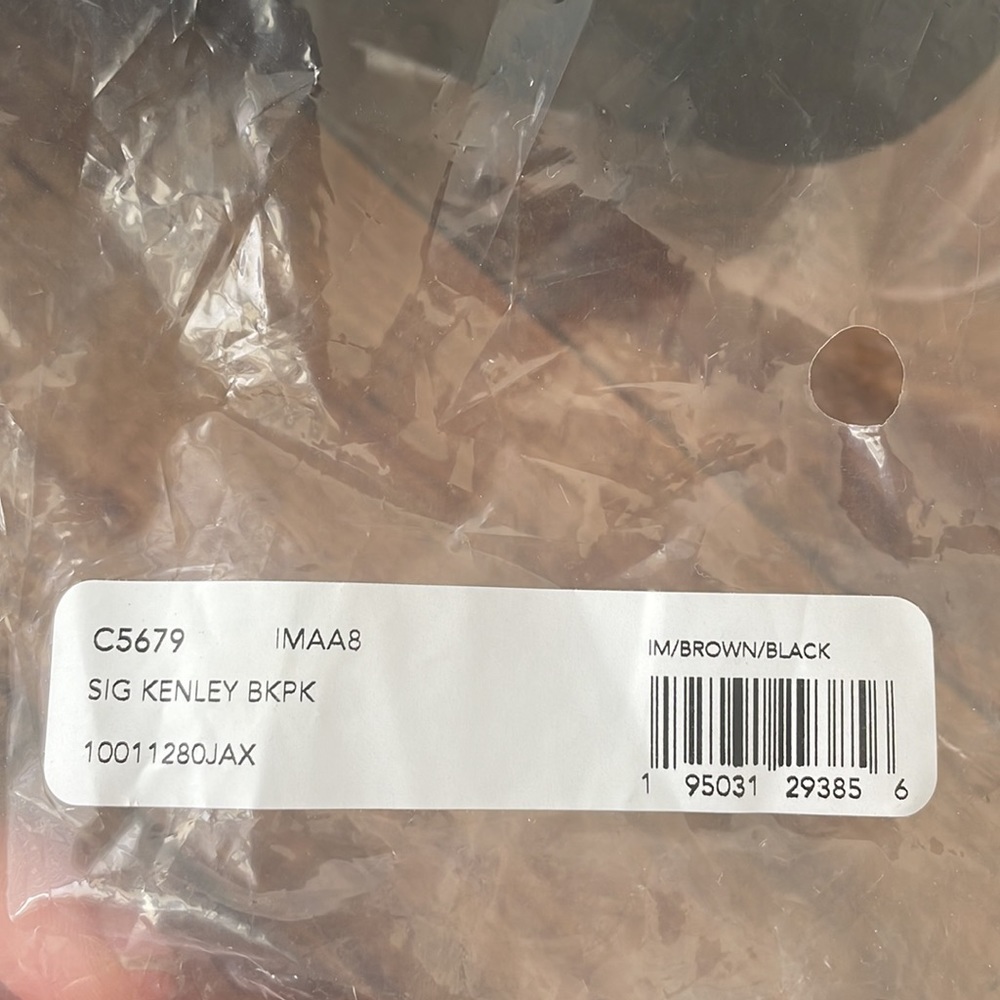 C5679 IMAA8 IM/BROWN/BLACK
SIG KENLEY BKPK
10011280JAX
1 95031 29385 6